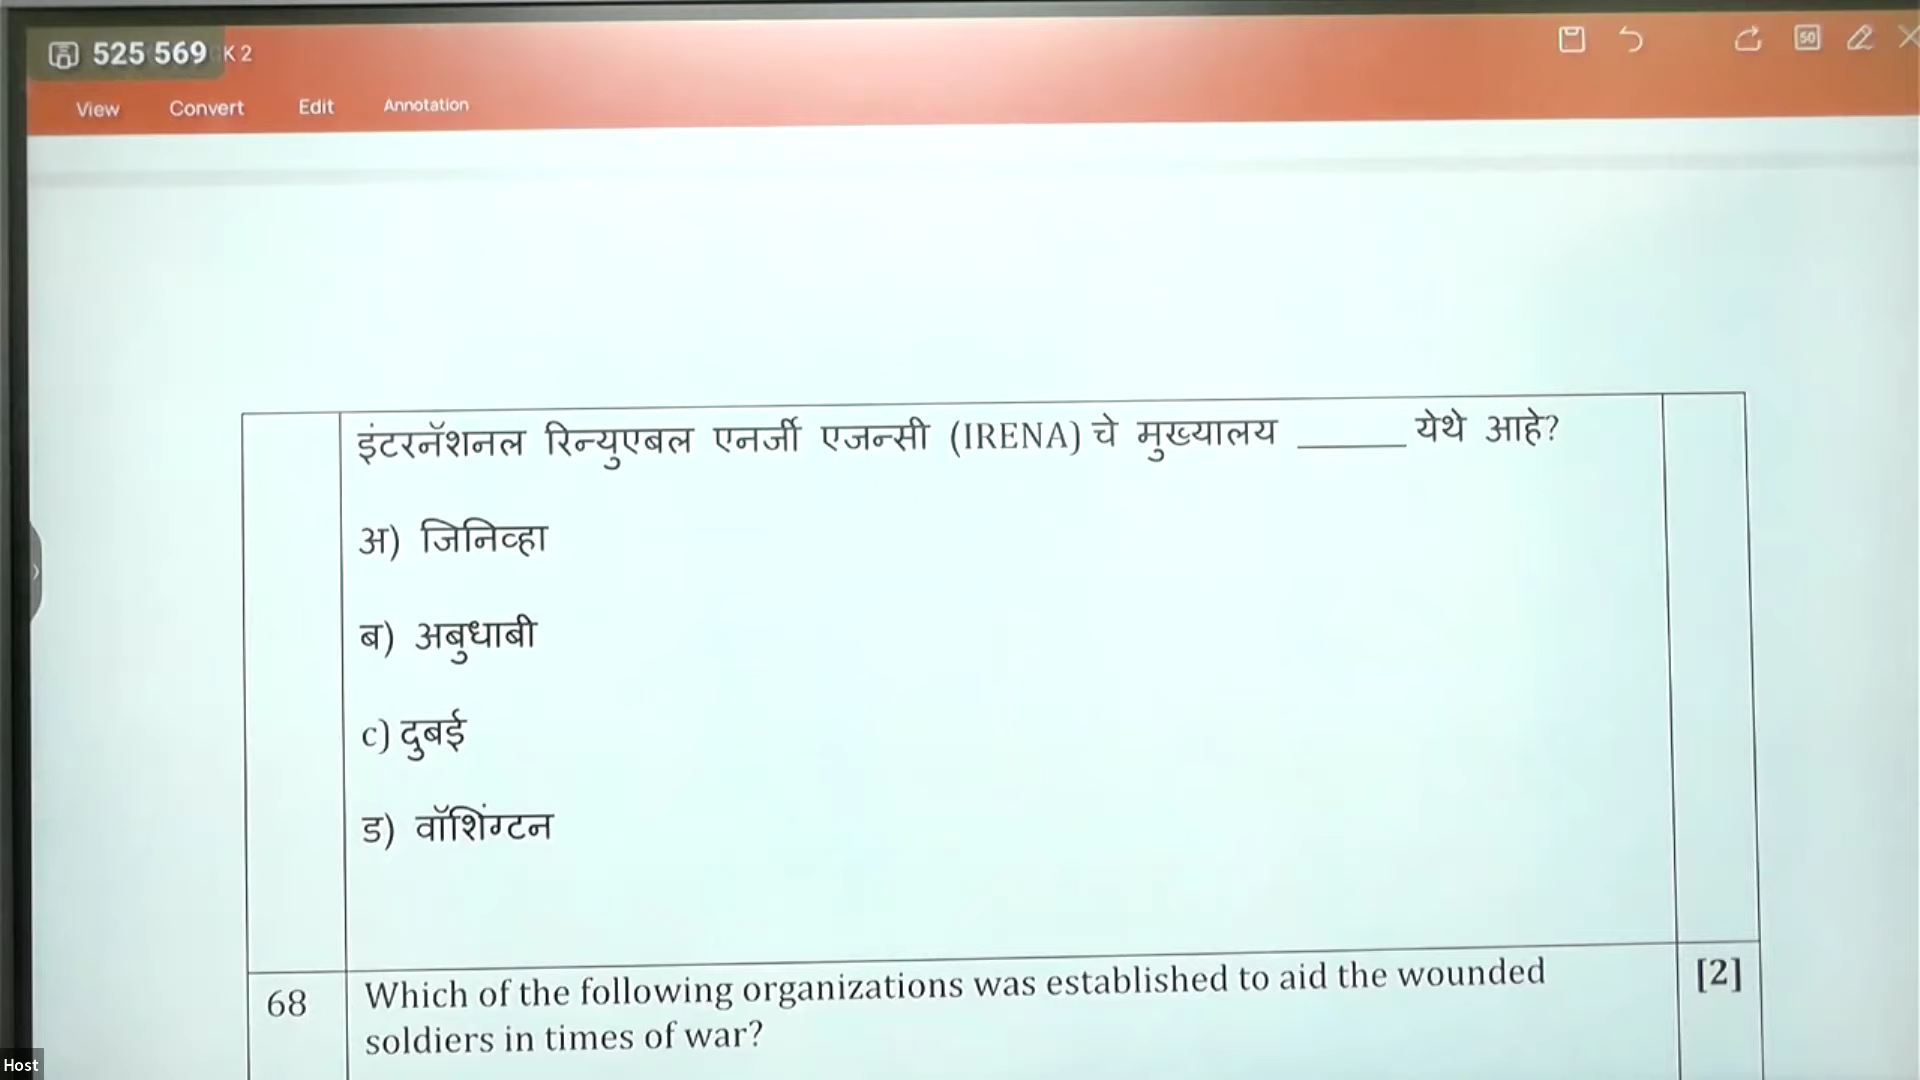 525 569 K 2
View Convert Edit Annotation
50
इंटरनॅशनल रिन्युएबल एनर्जी एजन्सी (IRENA) चे मुख्यालय ______ येथे आहे?
अ) जिनिव्हा
ब) अबुधाबी
c) दुबई
ड) वॉशिंग्टन
68 Which of the following organizations was established to aid the wounded [2]
soldiers in times of war?
Host